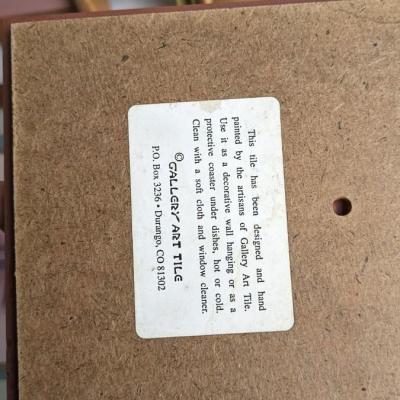 This tile has been designed and hand
painted by the artisans of Gallery Art Tile.
Use it as a decorative wall hanging or as a
protective coaster under dishes, hot or cold.
Clean with a soft cloth and window cleaner.
©GALLERY ART TILE
P.O. Box 3236 • Durango, CO 81302